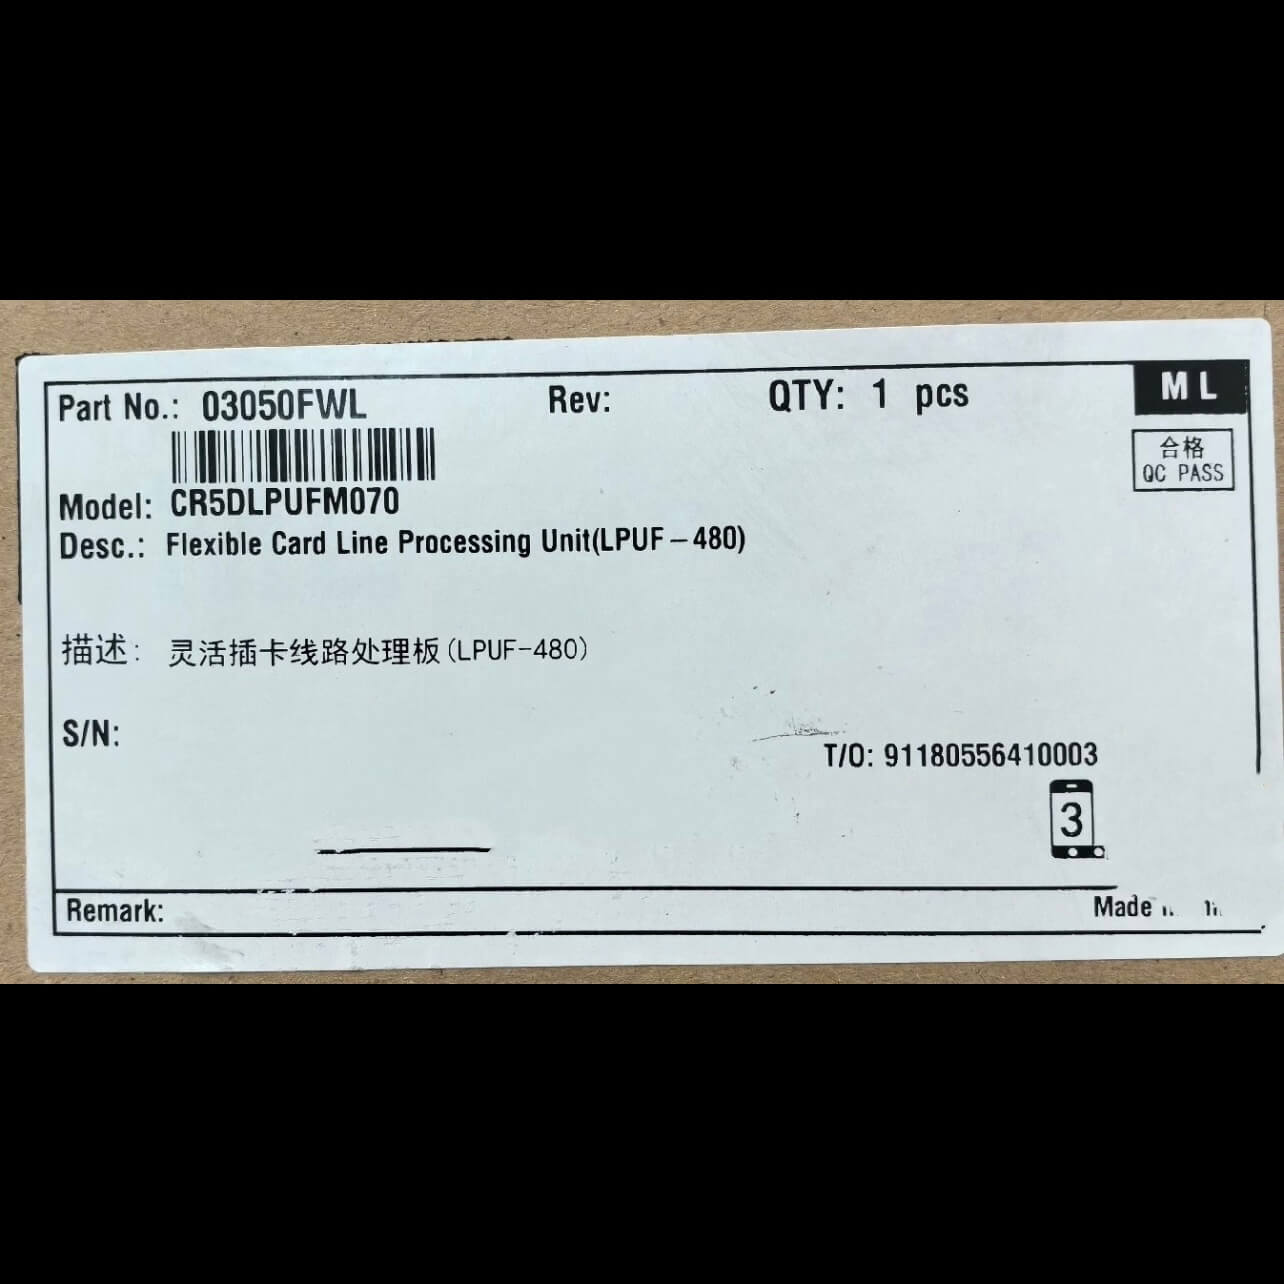 Part No.: 03050FWL Rev: QTY: 1 pcs ML
合格
QC PASS
Model: CR5DLPUFM070
Desc.: Flexible Card Line Processing Unit(LPUF-480)
描述: 灵活插卡线路处理板(LPUF-480)
S/N:
T/O: 91180556410003
3
Remark: Made